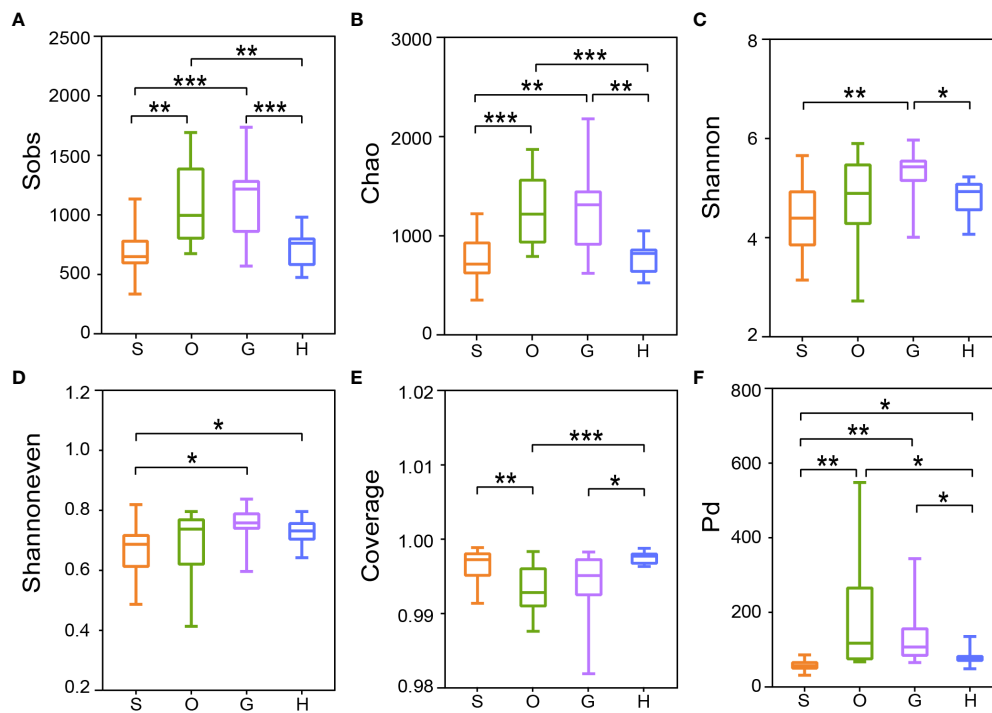 A
Sobs
2500
2000
1500
1000
500
0
**
***
**
***
S O G H
B
Chao
3000
2000
1000
0
***
**
**
***
S O G H
C
Shannon
8
6
4
2
**
*
S O G H
D
Shannoneven
1.2
1.0
0.8
0.6
0.4
0.2
*
*
S O G H
E
Coverage
1.02
1.01
1.00
0.99
0.98
***
**
*
S O G H
F
Pd
800
600
400
200
0
*
**
**
*
*
S O G H